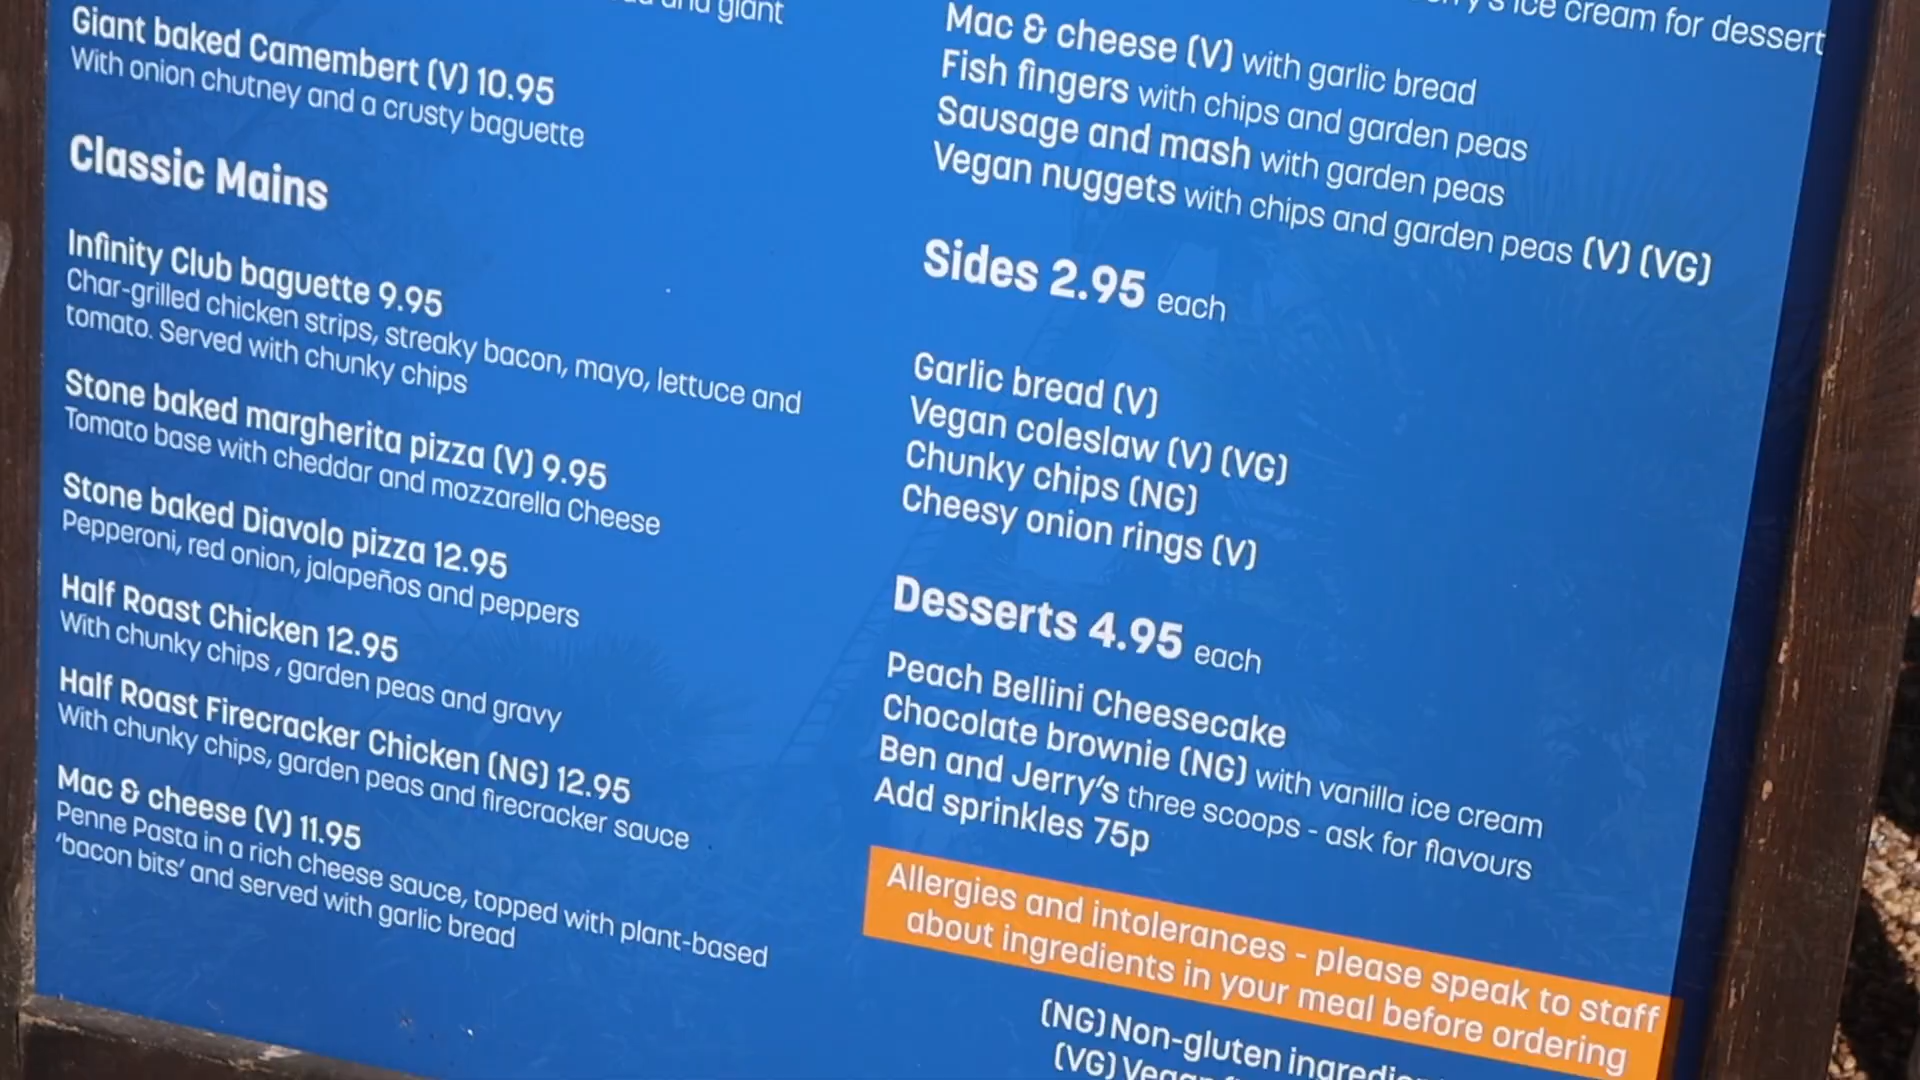 and giant
Giant baked Camembert (V) 10.95
With onion chutney and a crusty baguette
Classic Mains
Infinity Club baguette 9.95
Char-grilled chicken strips, streaky bacon, mayo, lettuce and
tomato. Served with chunky chips
Stone baked margherita pizza (V) 9.95
Tomato base with cheddar and mozzarella Cheese
Stone baked Diavolo pizza 12.95
Pepperoni, red onion, jalapeños and peppers
Half Roast Chicken 12.95
With chunky chips , garden peas and gravy
Half Roast Firecracker Chicken (NG) 12.95
With chunky chips, garden peas and firecracker sauce
Mac & cheese (V) 11.95
Penne Pasta in a rich cheese sauce, topped with plant-based
'bacon bits' and served with garlic bread
ice cream for dessert
Mac & cheese (V) with garlic bread
Fish fingers with chips and garden peas
Sausage and mash with garden peas
Vegan nuggets with chips and garden peas (V) (VG)
Sides 2.95 each
Garlic bread (V)
Vegan coleslaw (V) (VG)
Chunky chips (NG)
Cheesy onion rings (V)
Desserts 4.95 each
Peach Bellini Cheesecake
Chocolate brownie (NG) with vanilla ice cream
Ben and Jerry's three scoops - ask for flavours
Add sprinkles 75p
Allergies and intolerances - please speak to staff
about ingredients in your meal before ordering
(NG) Non-gluten
(VG)